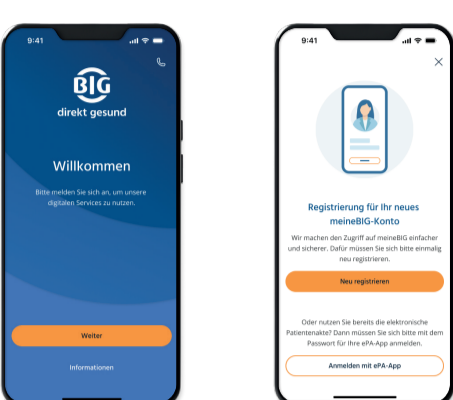 9:41
BIG
direkt gesund
Willkommen
Bitte melden Sie sich an, um unsere
digitalen Services zu nutzen.
Weiter
Informationen
9:41
Registrierung für Ihr neues
meineBIG-Konto
Wir machen den Zugriff auf meineBIG einfacher
und sicherer. Dafür müssen Sie sich bitte einmalig
neu registrieren.
Neu registrieren
Oder nutzen Sie bereits die elektronische
Patientenakte? Dann müssen Sie sich bitte mit dem
Passwort für Ihre ePA-App anmelden.
Anmelden mit ePA-App